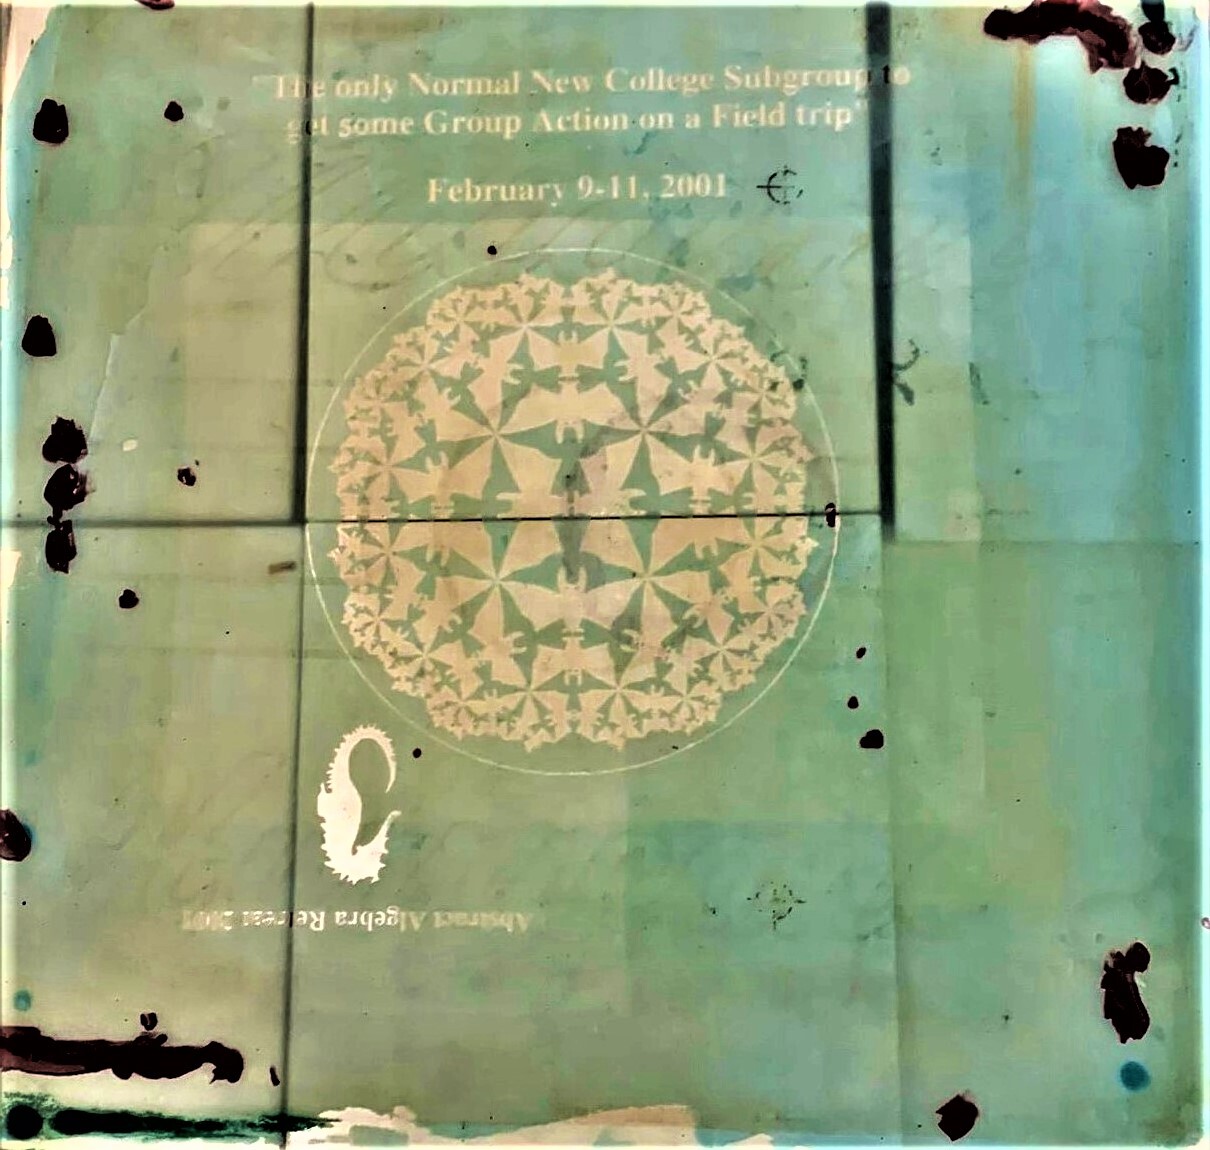 "The only Normal New College Subgroup to
get some Group Action on a Field trip"
February 9-11, 2001
Abstract Algebra Retreat 2001